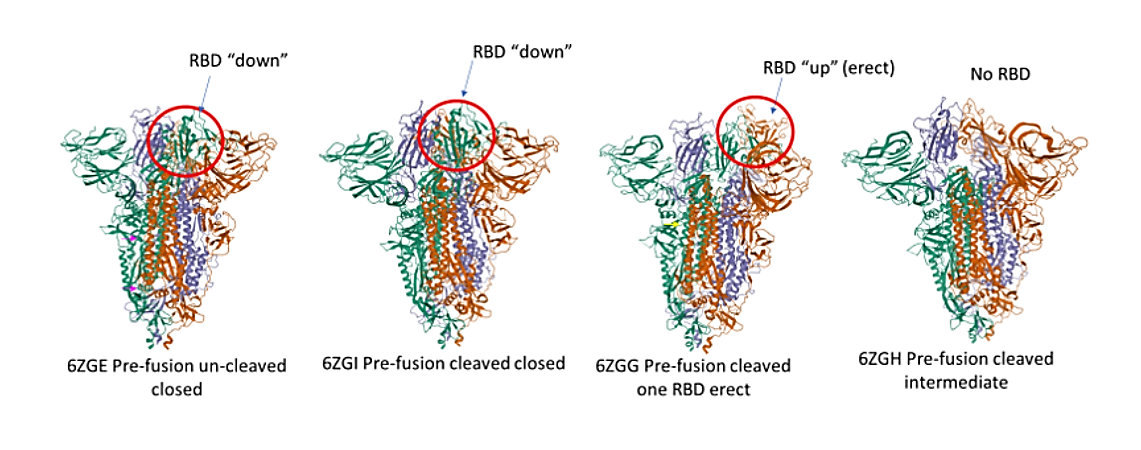 RBD “down”
RBD “down”
RBD “up” (erect)
No RBD
6ZGE Pre-fusion un-cleaved
closed
6ZGI Pre-fusion cleaved closed
6ZGG Pre-fusion cleaved
one RBD erect
6ZGH Pre-fusion cleaved
intermediate